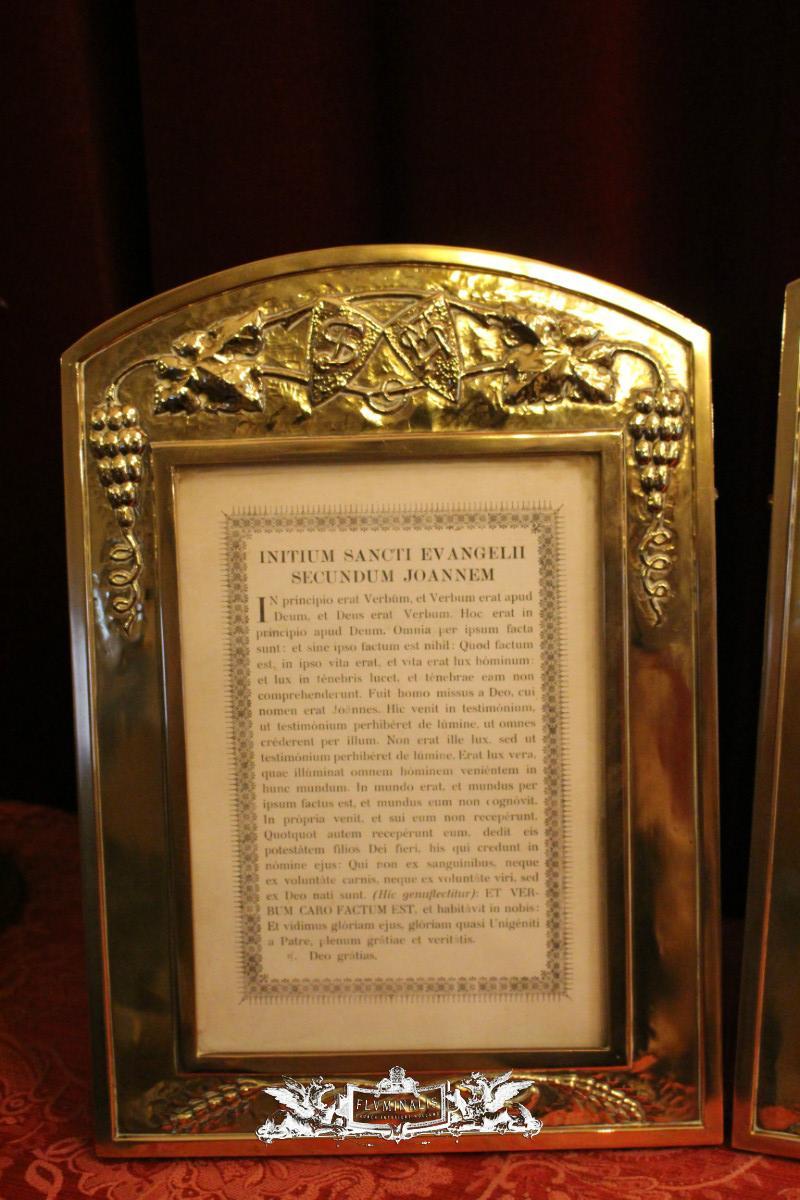 INITIUM SANCTI EVANGELII
SECUNDUM JOANNEM
IN principio erat Verbum, et Verbum erat apud
Deum, et Deus erat Verbum. Hoc erat in
principio apud Deum. Omnia per ipsum facta
sunt: et sine ipso factum est nihil: Quod factum
est, in ipso vita erat, et vita erat lux hóminum:
et lux in ténebris lucet, et ténebrae eam non
comprehenderunt. Fuit homo missus a Deo, cui
nomen erat Joánnes. Hic venit in testimónium,
ut testimónium perhibéret de lúmine, ut omnes
créderent per illum. Non erat ille lux, sed ut
testimónium perhibéret de lúmine. Erat lux vera,
quae illúminat omnem hóminem veniéntem in
hunc mundum. In mundo erat, et mundus per
ipsum factus est, et mundus eum non cognóvit.
In própria venit, et sui eum non recepérunt.
Quotquot autem recepérunt eum, dedit eis
potestátem filios Dei fieri, his qui credunt in
nómine ejus: Qui non ex sanguinibus, neque
ex voluntáte carnis, neque ex voluntáte viri, sed
ex Deo nati sunt. (Hic genuflectitur): ET VER-
BUM CARO FACTUM EST, et habitávit in nobis:
Et vidimus glóriam ejus, glóriam quasi Unigéniti
a Patre, plenum grátiae et veritátis.
℟. Deo grátias.
FLVMINALIS